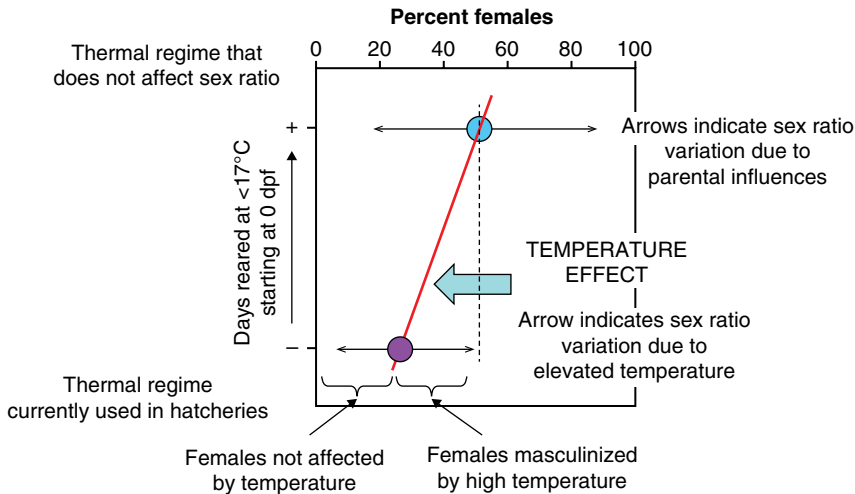 Percent females
Thermal regime that
does not affect sex ratio
0 20 40 60 80 100
+
Arrows indicate sex ratio
variation due to
parental influences
Days reared at <17°C
starting at 0 dpf
TEMPERATURE
EFFECT
Arrow indicates sex ratio
variation due to
elevated temperature
–
Thermal regime
currently used in hatcheries
Females not affected
by temperature
Females masculinized
by high temperature